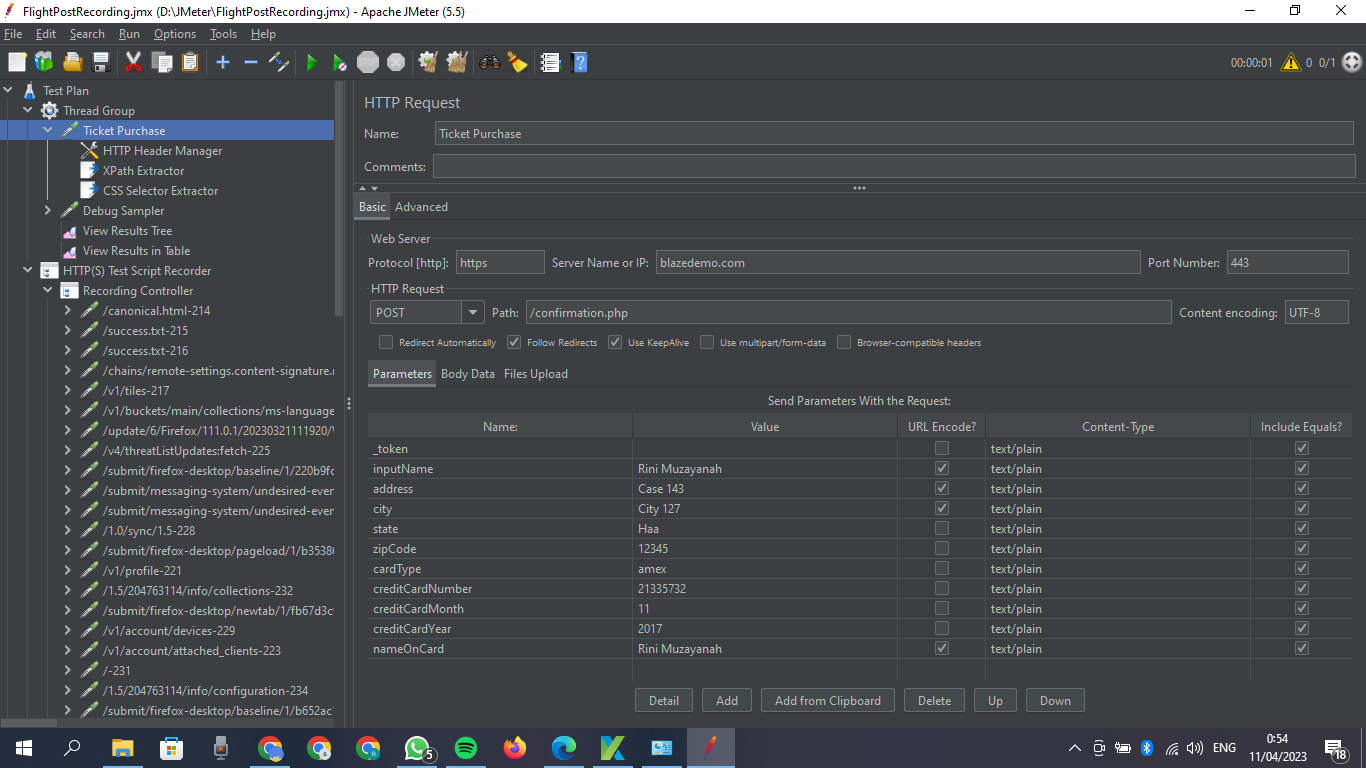 FlightPostRecording.jmx (D:\JMeter\FlightPostRecording.jmx) - Apache JMeter (5.5)
File Edit Search Run Options Tools Help
STOP
00:00:01 0 0/1
Test Plan
Thread Group
Ticket Purchase
HTTP Header Manager
XPath Extractor
CSS Selector Extractor
Debug Sampler
View Results Tree
View Results in Table
HTTP(S) Test Script Recorder
Recording Controller
/canonical.html-214
/success.txt-215
/success.txt-216
/chains/remote-settings.content-signature.
/v1/tiles-217
/v1/buckets/main/collections/ms-language
/update/6/Firefox/111.0.1/20230321111920/
/v4/threatListUpdates:fetch-225
/submit/firefox-desktop/baseline/1/220b9fc
/submit/messaging-system/undesired-ever
/submit/messaging-system/undesired-ever
/1.0/sync/1.5-228
/submit/firefox-desktop/pageload/1/b3538
/v1/profile-221
/1.5/204763114/info/collections-232
/submit/firefox-desktop/newtab/1/fb67d3c
/v1/account/devices-229
/v1/account/attached_clients-223
/-231
/1.5/204763114/info/configuration-234
/submit/firefox-desktop/baseline/1/b652ac
HTTP Request
Name: Ticket Purchase
Comments:
Basic Advanced
Web Server
Protocol [http]: https Server Name or IP: blazedemo.com Port Number: 443
HTTP Request
POST Path: /confirmation.php Content encoding: UTF-8
Redirect Automatically Follow Redirects Use KeepAlive Use multipart/form-data Browser-compatible headers
Parameters Body Data Files Upload
Send Parameters With the Request:
Name: Value URL Encode? Content-Type Include Equals?
_token text/plain
inputName Rini Muzayanah text/plain
address Case 143 text/plain
city City 127 text/plain
state Haa text/plain
zipCode 12345 text/plain
cardType amex text/plain
creditCardNumber 21335732 text/plain
creditCardMonth 11 text/plain
creditCardYear 2017 text/plain
nameOnCard Rini Muzayanah text/plain
Detail Add Add from Clipboard Delete Up Down
5
ENG
0:54
11/04/2023
18